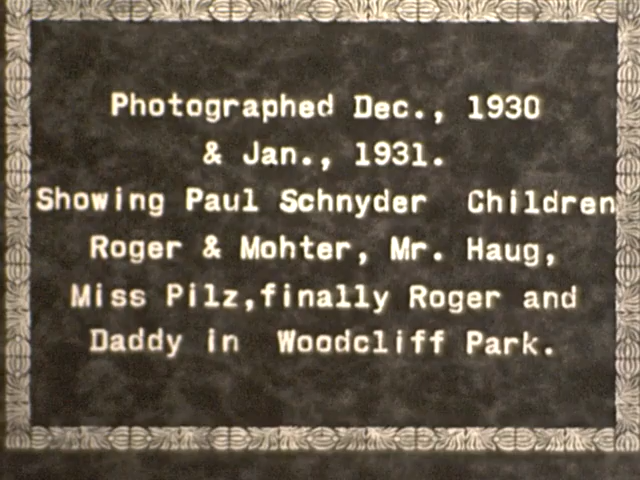 Photographed Dec., 1930
& Jan., 1931.
Showing Paul Schnyder Children
Roger & Mohter, Mr. Haug,
Miss Pilz,finally Roger and
Daddy in Woodcliff Park.